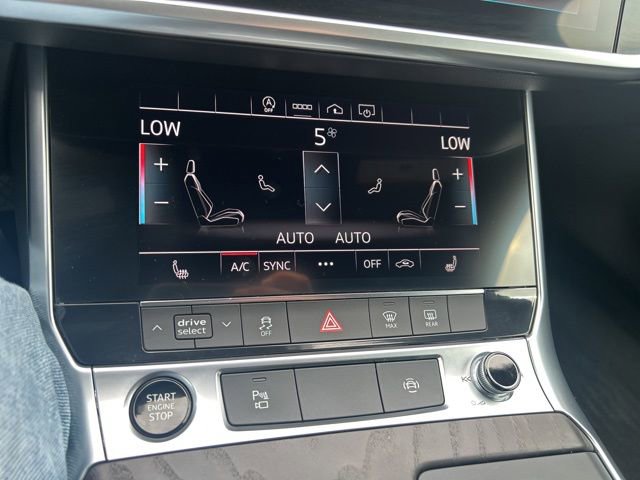 A OFF
LOW 5 LOW
+ +
− −
AUTO AUTO
A/C SYNC ••• OFF
drive select OFF MAX REAR
START ENGINE STOP
P